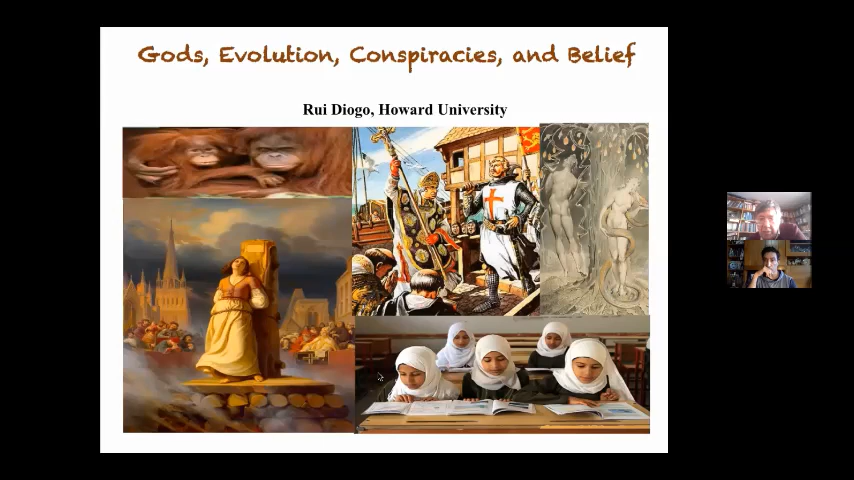 Gods, Evolution, Conspiracies, and Belief
Rui Diogo, Howard University